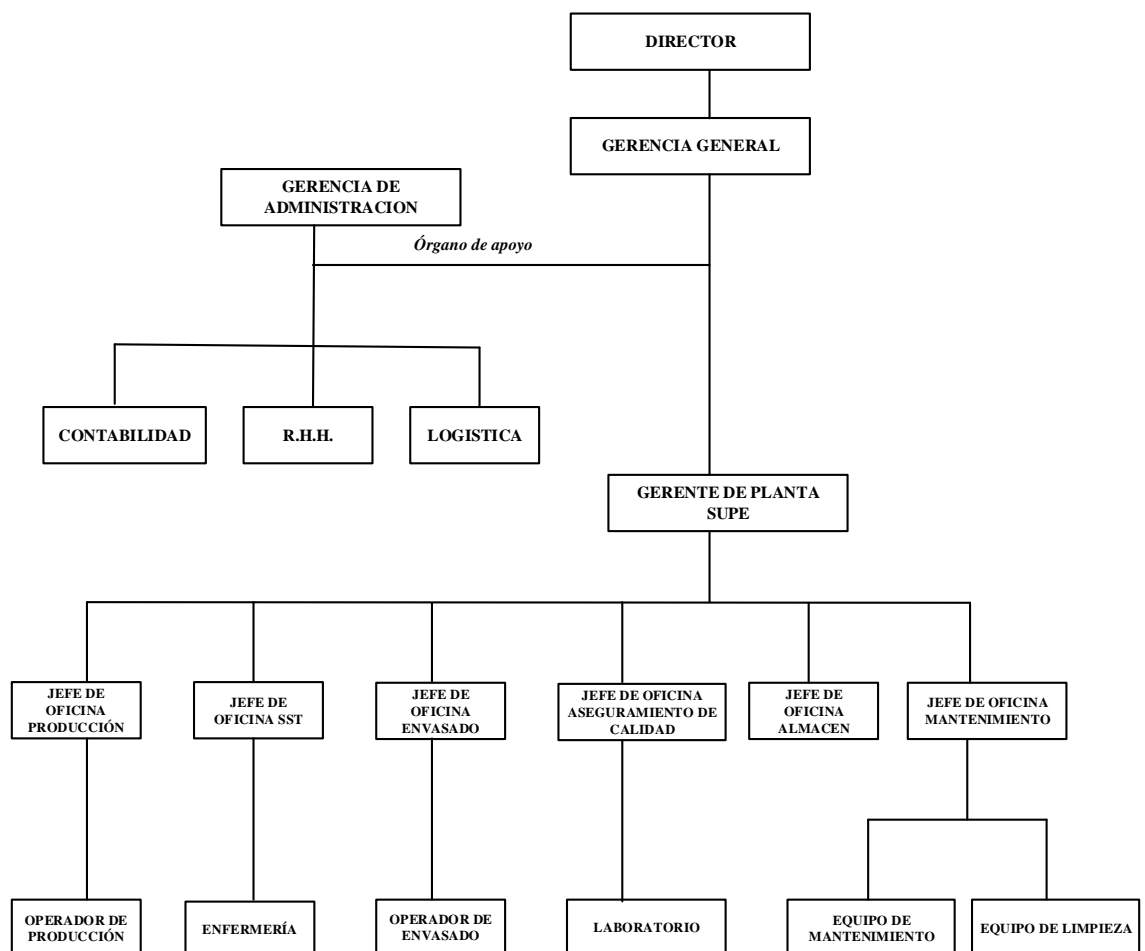 DIRECTOR
GERENCIA GENERAL
GERENCIA DE
ADMINISTRACION
Órgano de apoyo
CONTABILIDAD
R.H.H.
LOGISTICA
GERENTE DE PLANTA
SUPE
JEFE DE
OFICINA
PRODUCCIÓN
JEFE DE
OFICINA SST
JEFE DE
OFICINA
ENVASADO
JEFE DE OFICINA
ASEGURAMIENTO DE
CALIDAD
JEFE DE
OFICINA
ALMACEN
JEFE DE OFICINA
MANTENIMIENTO
OPERADOR DE
PRODUCCIÓN
ENFERMERÍA
OPERADOR DE
ENVASADO
LABORATORIO
EQUIPO DE
MANTENIMIENTO
EQUIPO DE LIMPIEZA